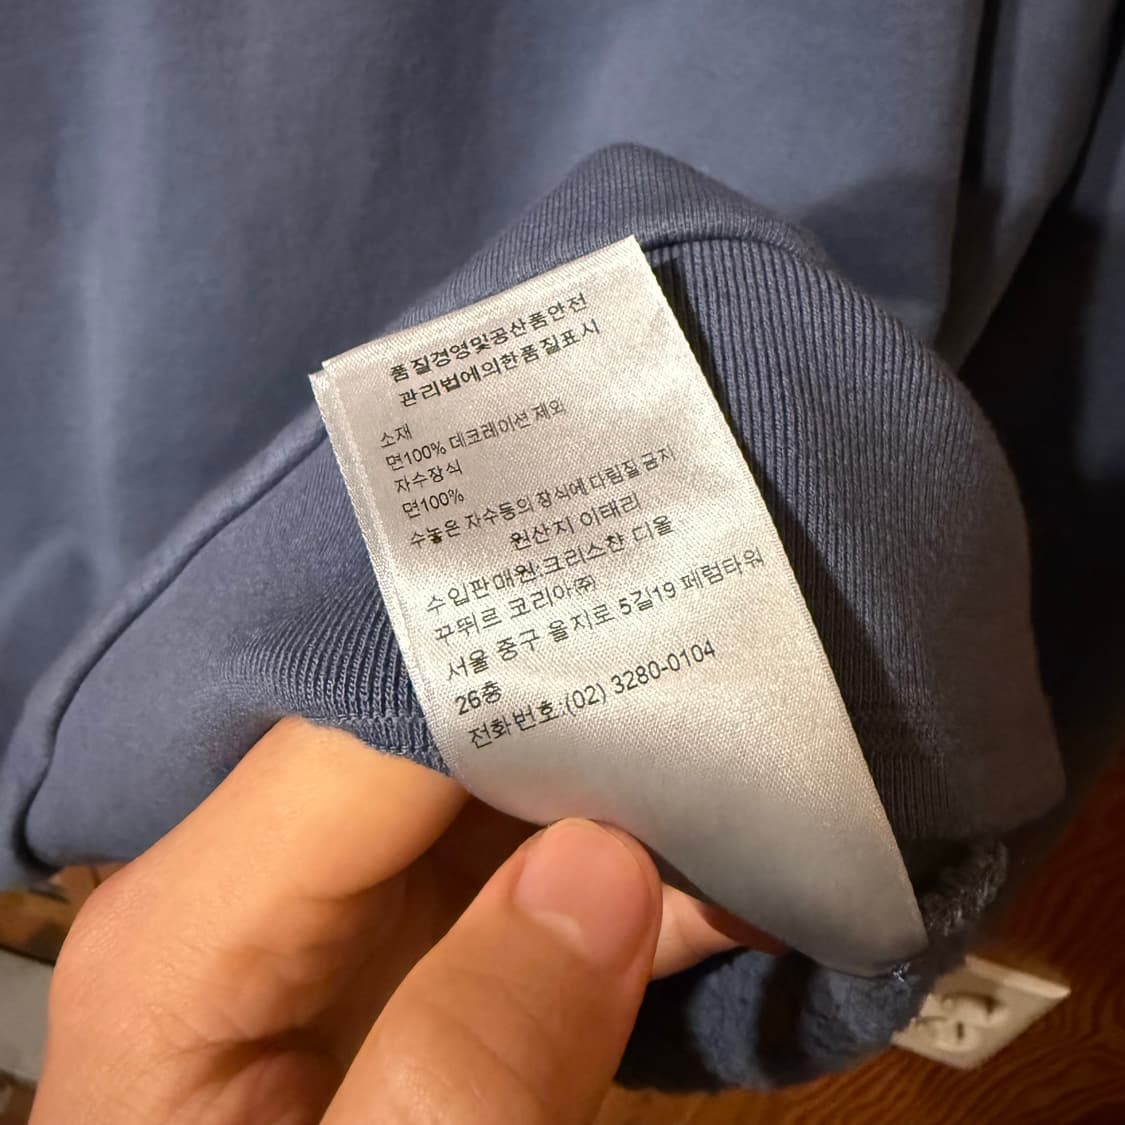 품질경영및공산품안전
관리법에의한품질표시
소재
면100% 데코레이션 제외
자수장식
면100%
수놓은 자수등의 장식에 다림질 금지
원산지 이태리
수입판매원:크리스챤 디올
꾸뛰르 코리아㈜
서울 중구 을지로 5길19 페럼타워
26층
전화번호:(02) 3280-0104